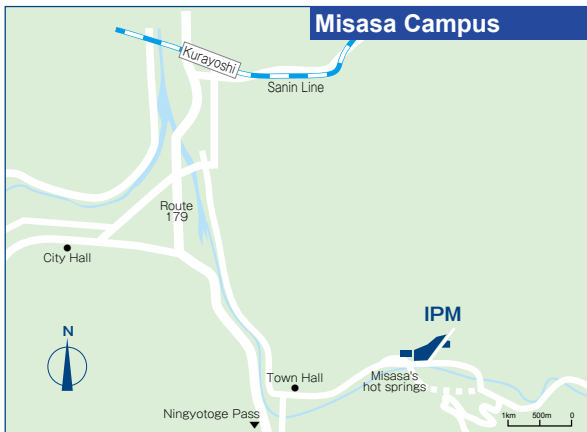 Misasa Campus
Kurayoshi
Sanin Line
Route
179
City Hall
IPM
N
Town Hall
Misasa's
hot springs
Ningyotoge Pass
1km 500m 0